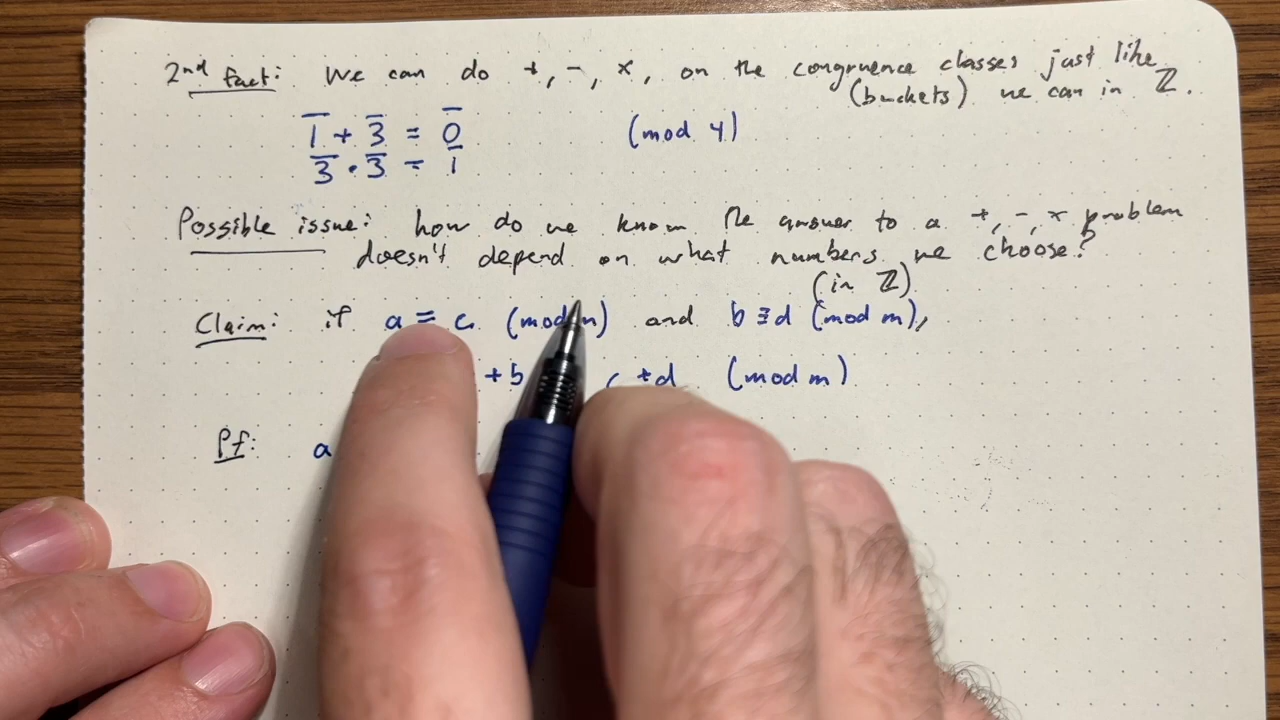 2nd fact: We can do +, -, ×, on the congruence classes just like
(buckets) we can in ℤ.
1̅ + 3̅ = 0̅ (mod 4)
3̅ · 3̅ = 1̅
Possible issue: how do we know the answer to a +, -, × problem
doesn't depend on what numbers we choose?
(in ℤ)
Claim: if a ≡ c (mod m) and b ≡ d (mod m),
+ b c + d (mod m)
Pf: a